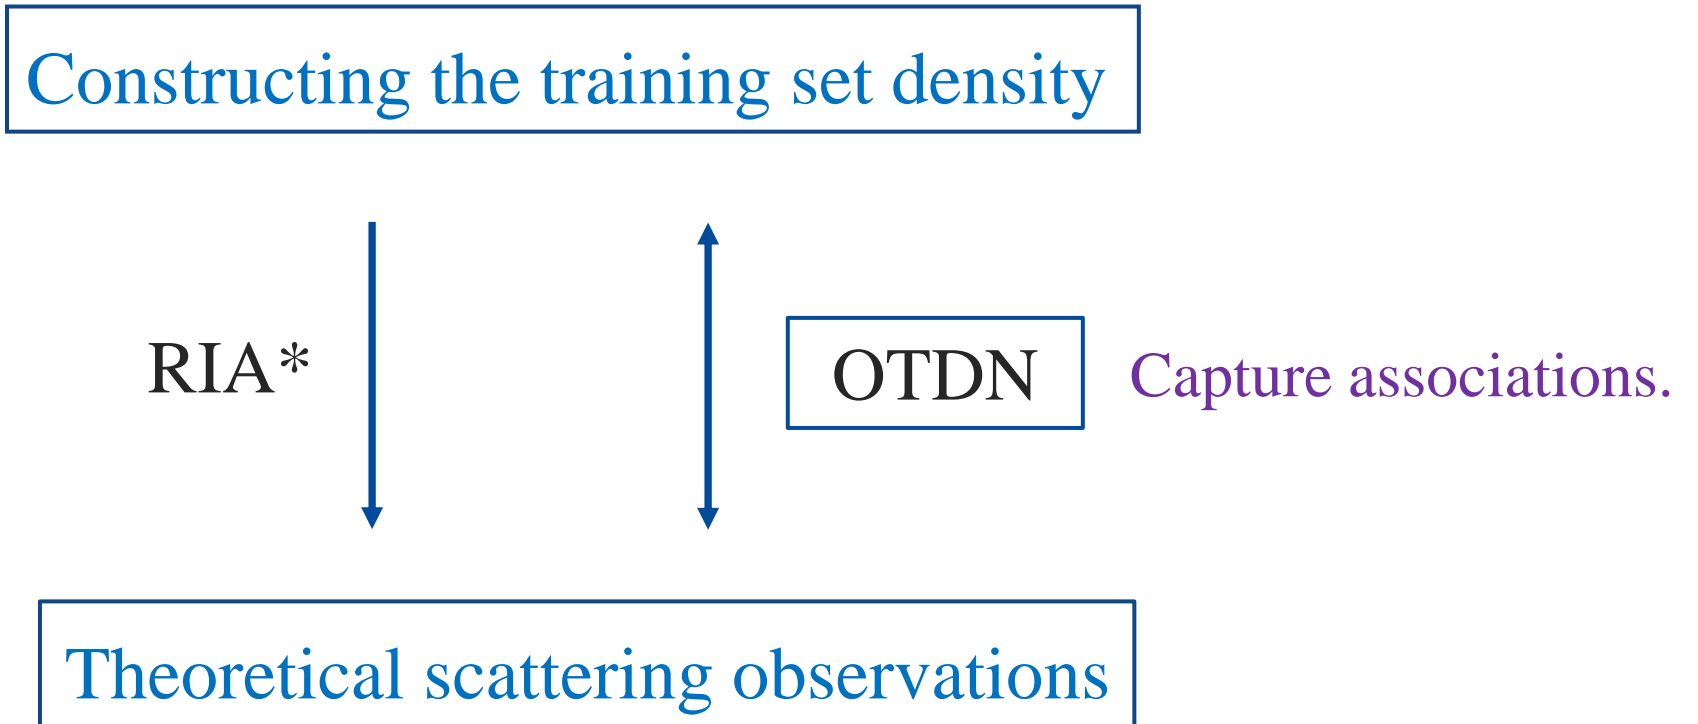 Constructing the training set density
RIA*
OTDN
Capture associations.
Theoretical scattering observations